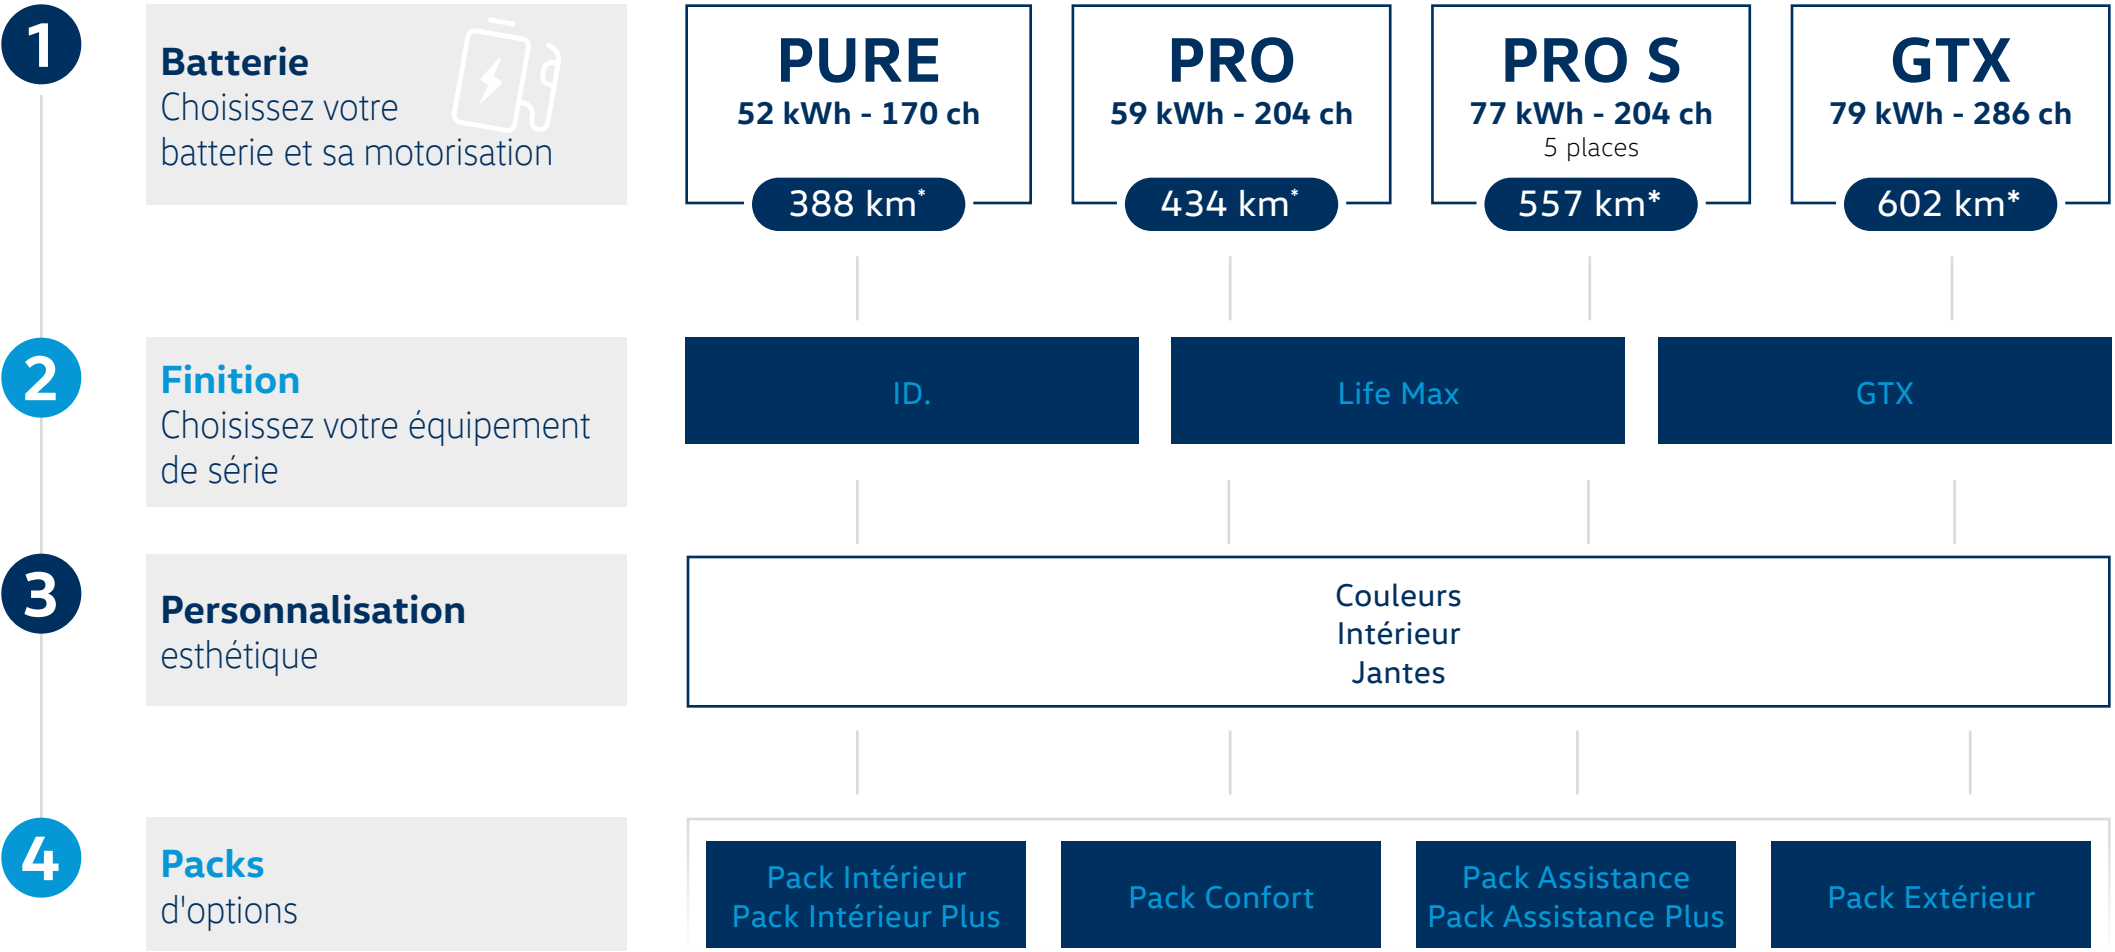 1
Batterie
Choisissez votre
batterie et sa motorisation
PURE
52 kWh - 170 ch
388 km*
PRO
59 kWh - 204 ch
434 km*
PRO S
77 kWh - 204 ch
5 places
557 km*
GTX
79 kWh - 286 ch
602 km*
2
Finition
Choisissez votre équipement
de série
ID.
Life Max
GTX
3
Personnalisation
esthétique
Couleurs
Intérieur
Jantes
4
Packs
d'options
Pack Intérieur
Pack Intérieur Plus
Pack Confort
Pack Assistance
Pack Assistance Plus
Pack Extérieur